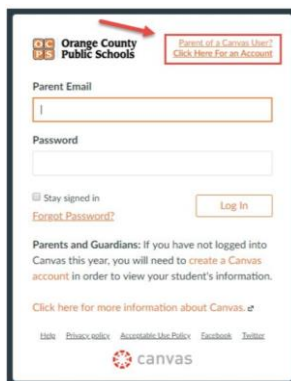 OC
PS
Orange County
Public Schools
Parent of a Canvas User?
Click Here For an Account
Parent Email
Password
Stay signed in
Forgot Password?
Log In
Parents and Guardians: If you have not logged into
Canvas this year, you will need to create a Canvas
account in order to view your student's information.
Click here for more information about Canvas.
Help Privacy policy Acceptable Use Policy Facebook Twitter
canvas